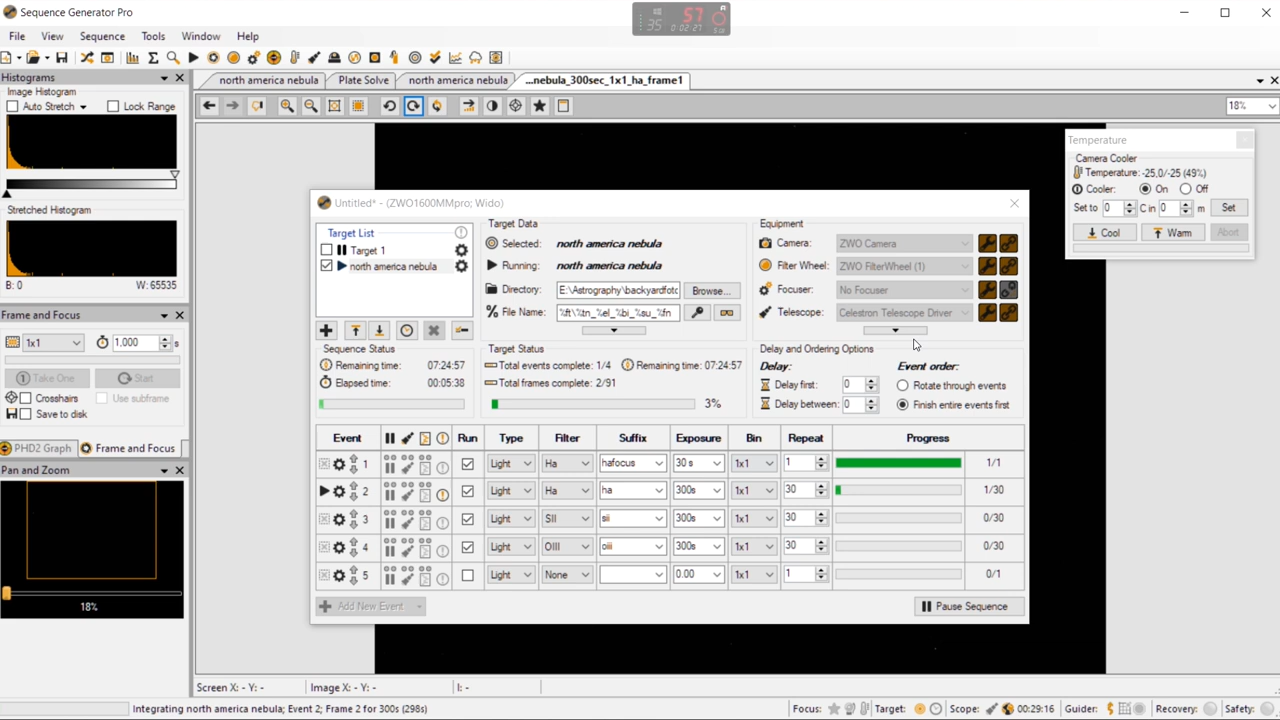 Sequence Generator Pro
35 57 0:02:27
File View Sequence Tools Window Help
Histograms
Image Histogram
Auto Stretch Lock Range
Stretched Histogram
B: 0 W: 65535
Frame and Focus
1x1 1,000 s
Take One Start
Crosshairs Use subframe
Save to disk
PHD2 Graph Frame and Focus
Pan and Zoom
18%
north america nebula Plate Solve north america nebula ...nebula_300sec_1x1_ha_frame1
18%
Temperature
Camera Cooler
Temperature: -25,0/-25 (49%)
Cooler: On Off
Set to 0 C in 0 m Set
Cool Warm Abort
Untitled* - (ZWO1600MMpro; Wido)
Target List
Target 1
north america nebula
Target Data
Selected: north america nebula
Running: north america nebula
Directory: E:\Astrography\backyardfotc Browse...
File Name: %ft\%tn_%el_%bi_%su_%fn
Equipment
Camera: ZWO Camera
Filter Wheel: ZWO FilterWheel (1)
Focuser: No Focuser
Telescope: Celestron Telescope Driver
Sequence Status
Remaining time: 07:24:57
Elapsed time: 00:05:38
Target Status
Total events complete: 1/4 Remaining time: 07:24:57
Total frames complete: 2/91
3%
Delay and Ordering Options
Delay: Event order:
Delay first: 0 Rotate through events
Delay between: 0 Finish entire events first
Event Run Type Filter Suffix Exposure Bin Repeat Progress
1 Light Ha hafocus 30 s 1x1 1 1/1
2 Light Ha ha 300s 1x1 30 1/30
3 Light SII sii 300s 1x1 30 0/30
4 Light OIII oiii 300s 1x1 30 0/30
5 Light None 0.00 1x1 1 0/1
Add New Event Pause Sequence
Screen X: - Y: - Image X: - Y: - I: -
Integrating north america nebula; Event 2; Frame 2 for 300s (298s) Focus: Target: Scope: 00:29:16 Guider: Recovery: Safety: